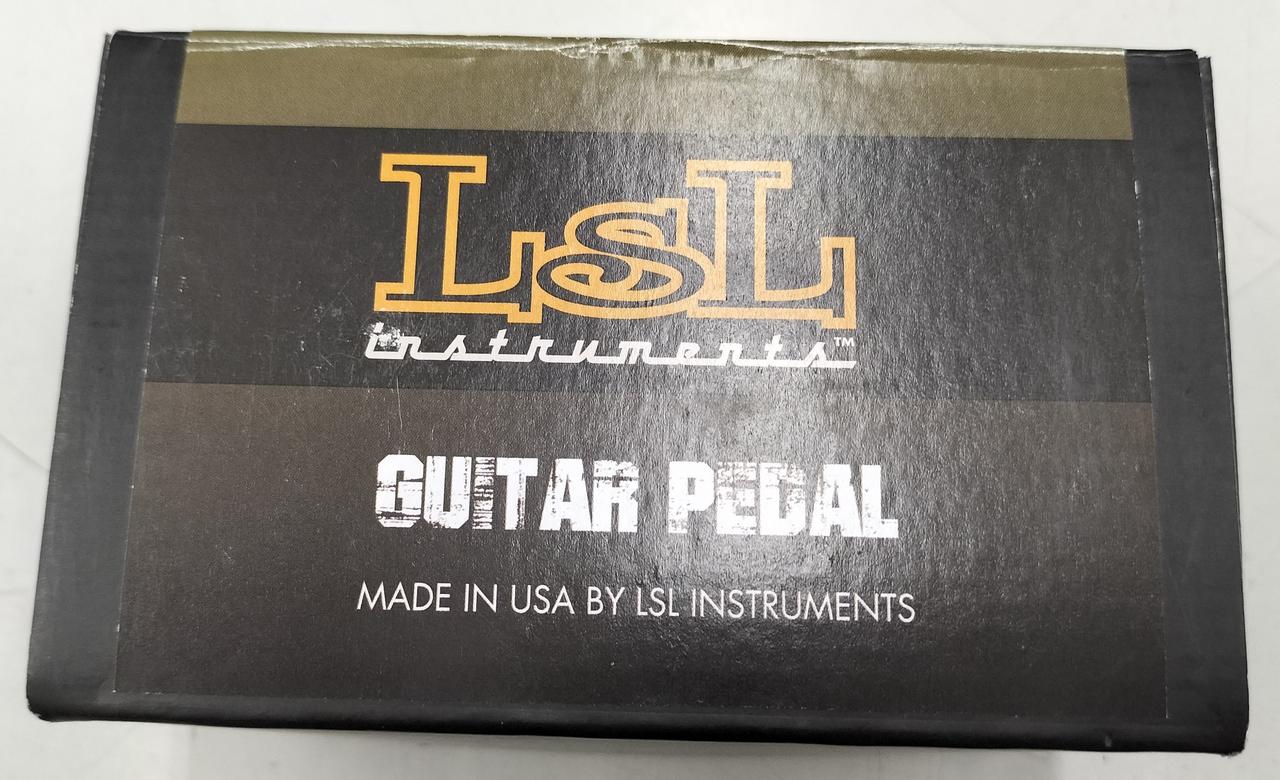 LsL
instruments™
GUITAR PEDAL
MADE IN USA BY LSL INSTRUMENTS